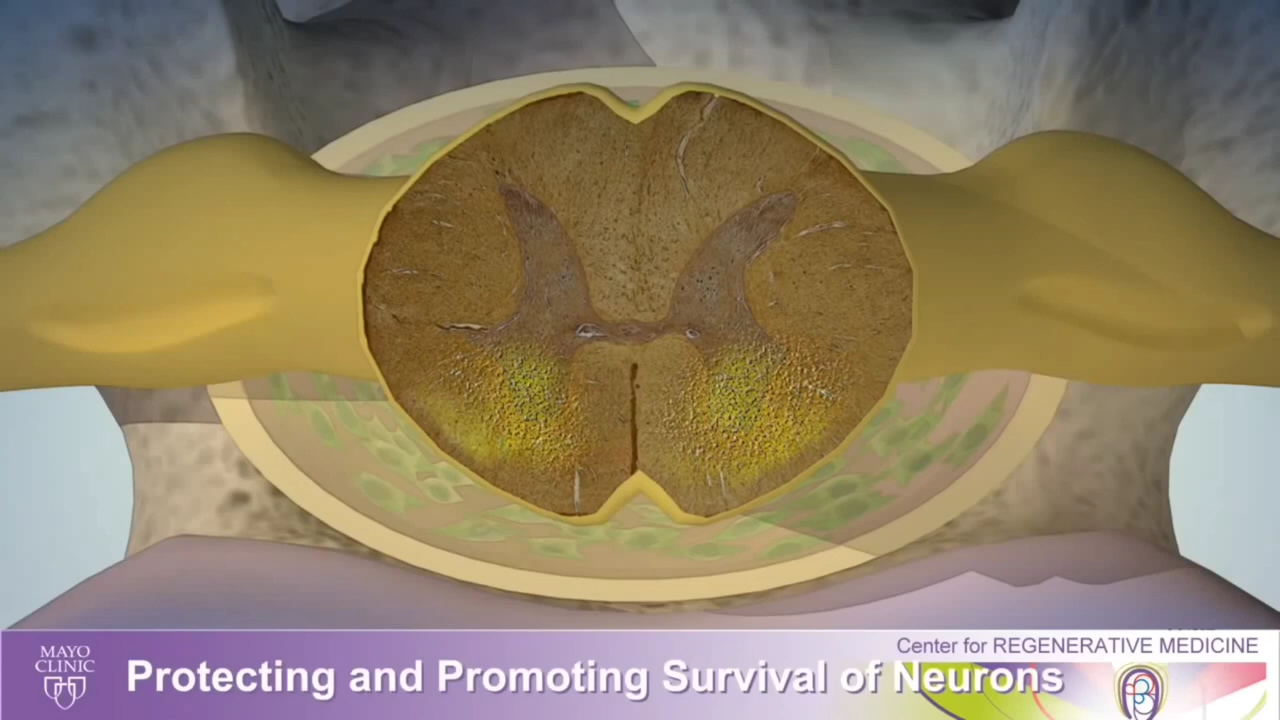 Center for REGENERATIVE MEDICINE
MAYO
CLINIC
Protecting and Promoting Survival of Neurons